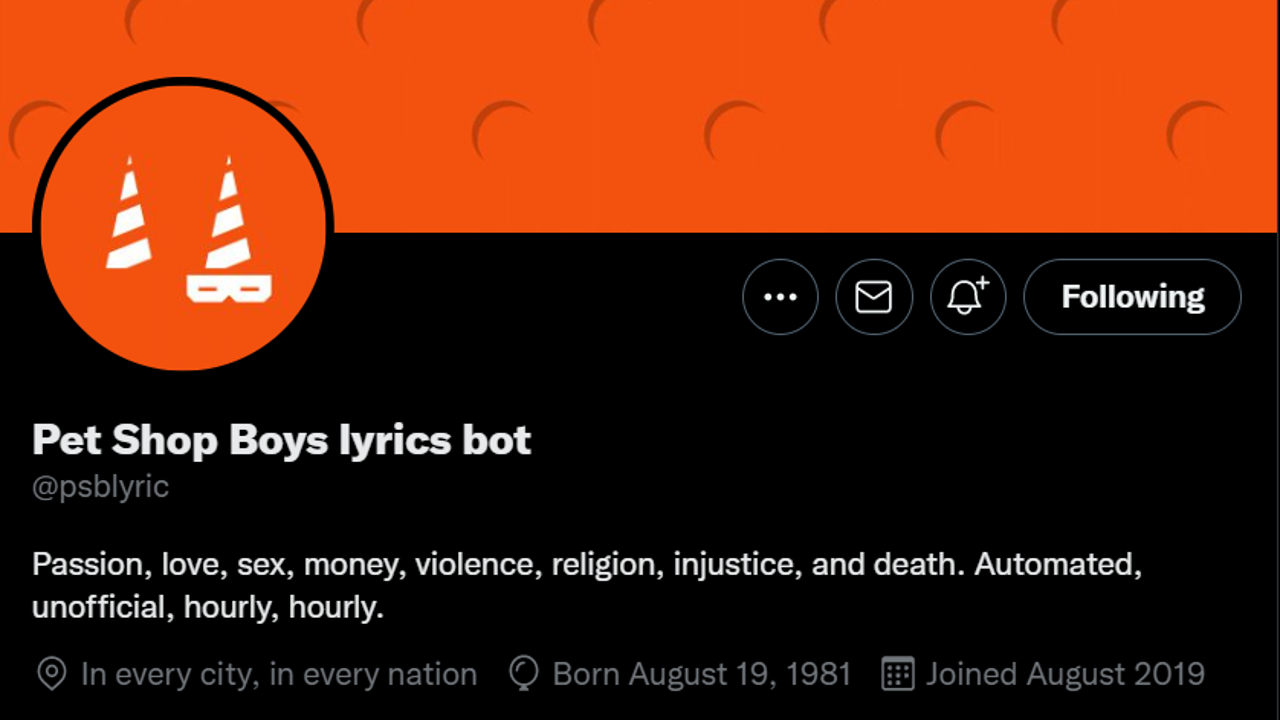 Following
Pet Shop Boys lyrics bot
@psblyric
Passion, love, sex, money, violence, religion, injustice, and death. Automated,
unofficial, hourly, hourly.
In every city, in every nation Born August 19, 1981 Joined August 2019